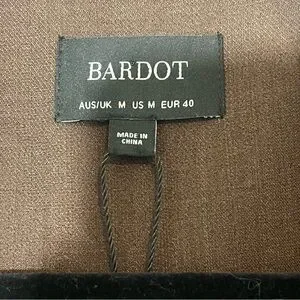 BARDOT
AUS/UK M US M EUR 40
MADE IN
CHINA